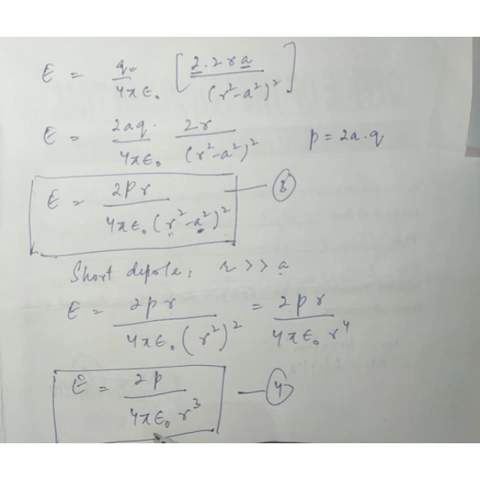 E = q/4πε₀ [2.2ra/(r²-a²)²]
E = 2aq/4πε₀ 2r/(r²-a²)² p = 2a.q
E = 2pr/4πε₀(r²-a²)² — (3)
Short dipole, r >> a
E = 2pr/4πε₀(r²)² = 2pr/4πε₀r⁴
E = 2p/4πε₀r³ — (4)